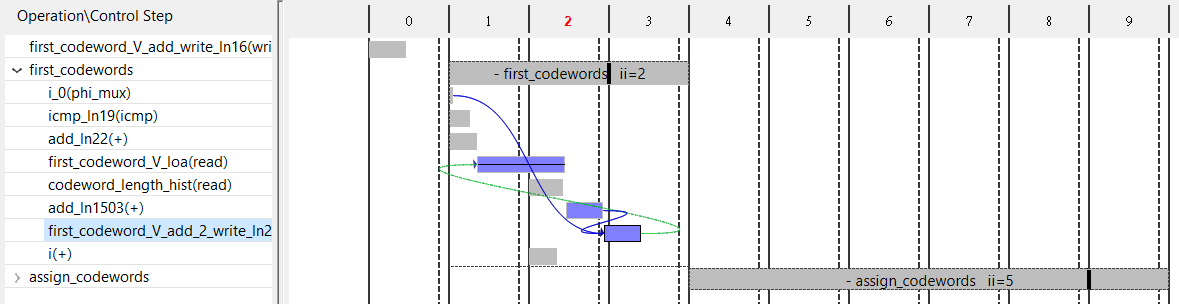 Operation\Control Step 0 1 2 3 4 5 6 7 8 9
first_codeword_V_add_write_ln16(wri
first_codewords - first_codewords ii=2
i_0(phi_mux)
icmp_ln19(icmp)
add_ln22(+)
first_codeword_V_loa(read)
codeword_length_hist(read)
add_ln1503(+)
first_codeword_V_add_2_write_ln2
i(+)
assign_codewords - assign_codewords ii=5